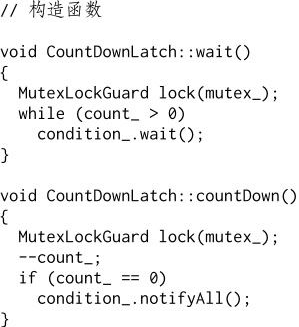 // 构造函数
void CountDownLatch::wait()
{
  MutexLockGuard lock(mutex_);
  while (count_ > 0)
    condition_.wait();
}
void CountDownLatch::countDown()
{
  MutexLockGuard lock(mutex_);
  --count_;
  if (count_ == 0)
    condition_.notifyAll();
}